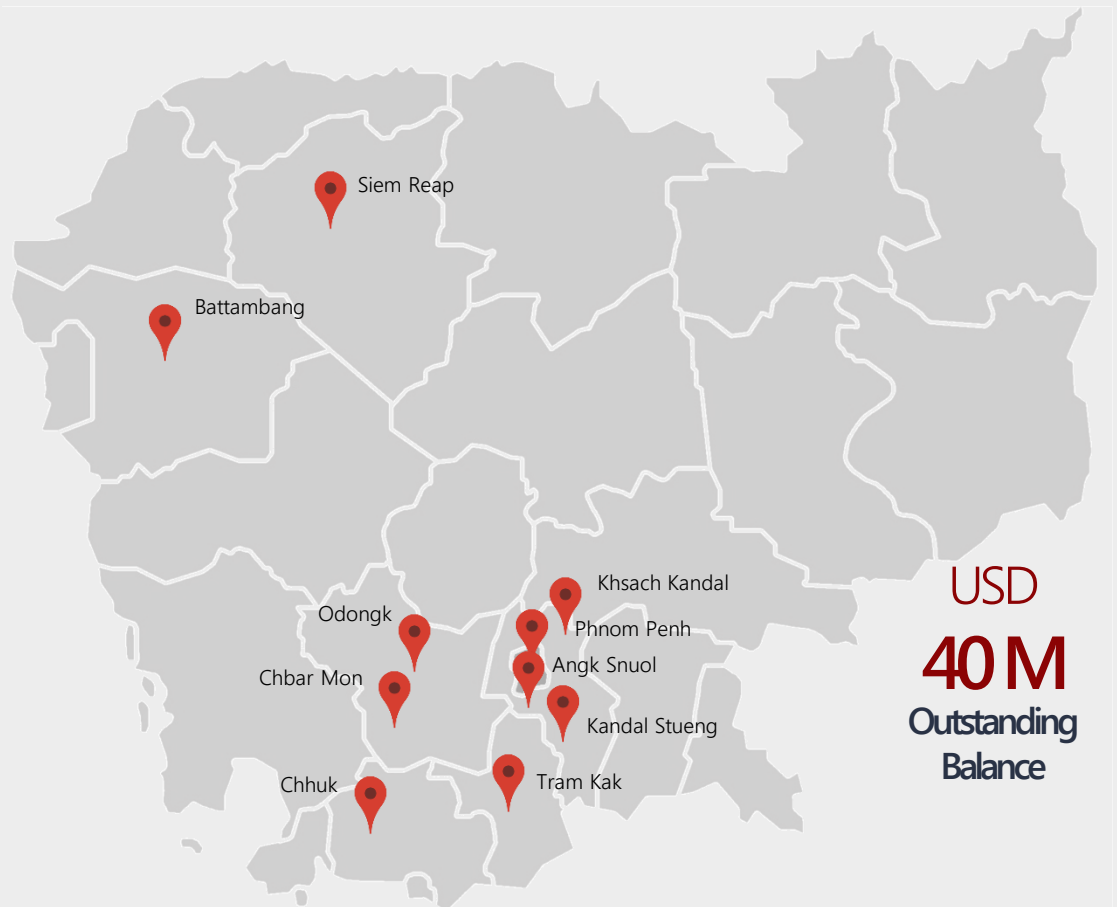 Siem Reap
Battambang
Khsach Kandal
Odongk
Phnom Penh
Angk Snuol
Chbar Mon
Kandal Stueng
Chhuk
Tram Kak
USD
40 M
Outstanding
Balance